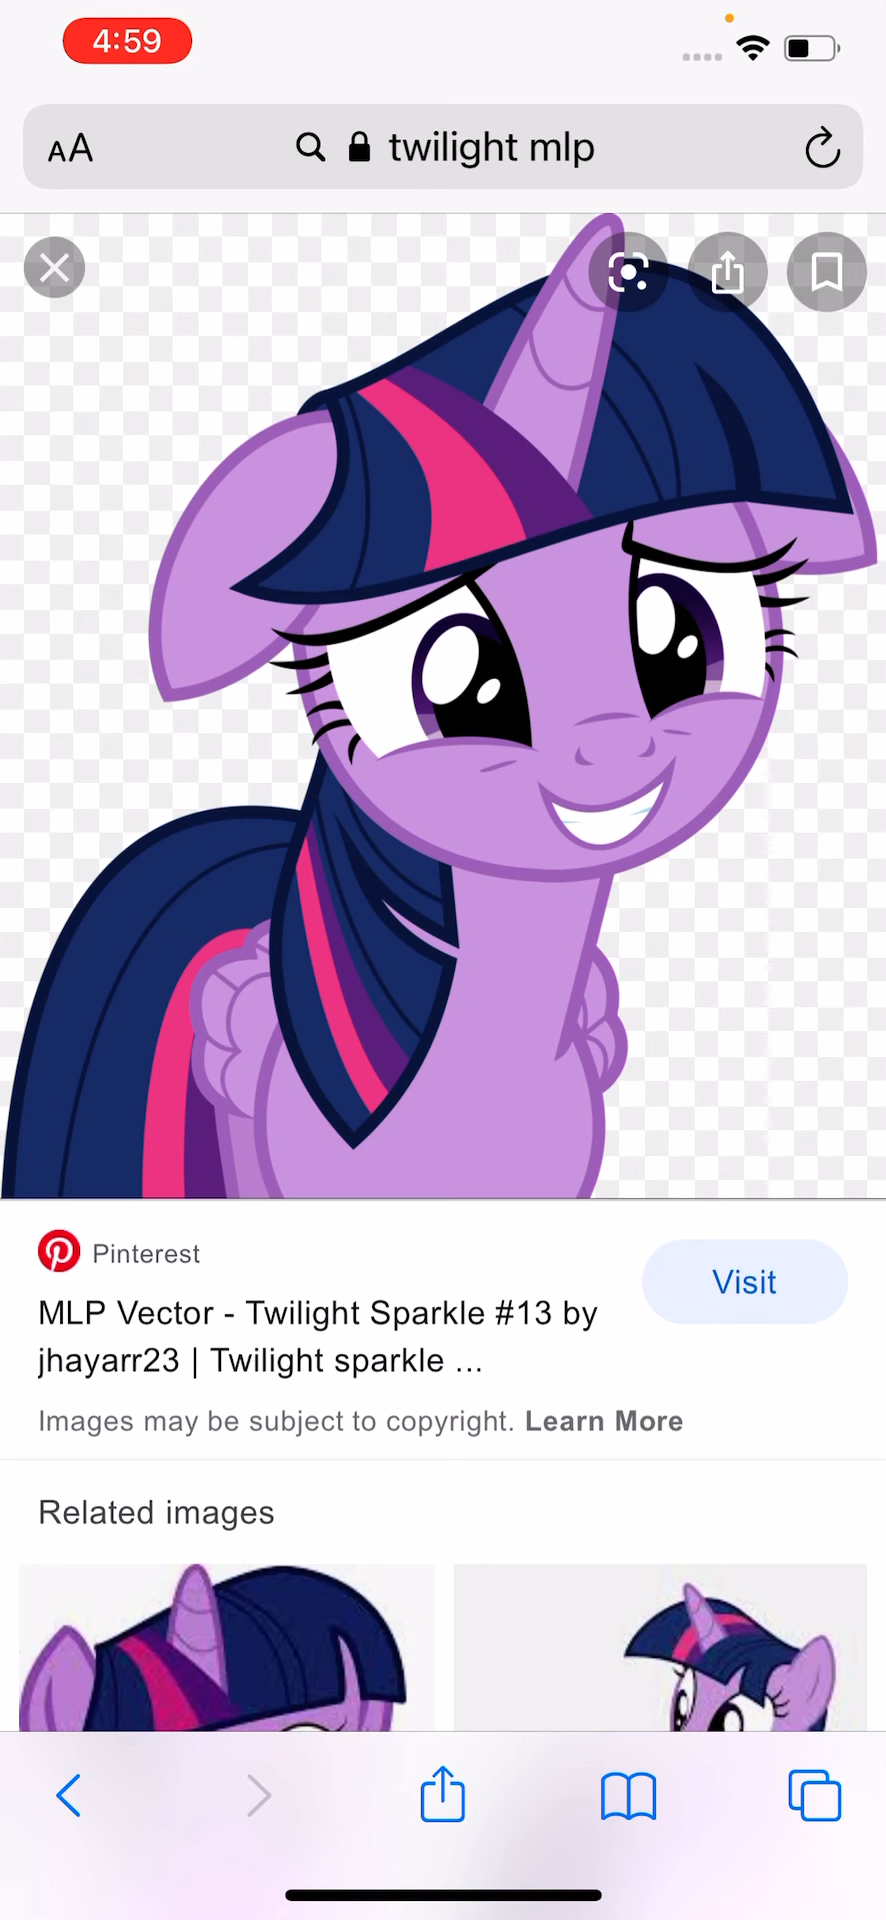 4:59
AA
twilight mlp
Pinterest
Visit
MLP Vector - Twilight Sparkle #13 by
jhayarr23 | Twilight sparkle ...
Images may be subject to copyright. Learn More
Related images